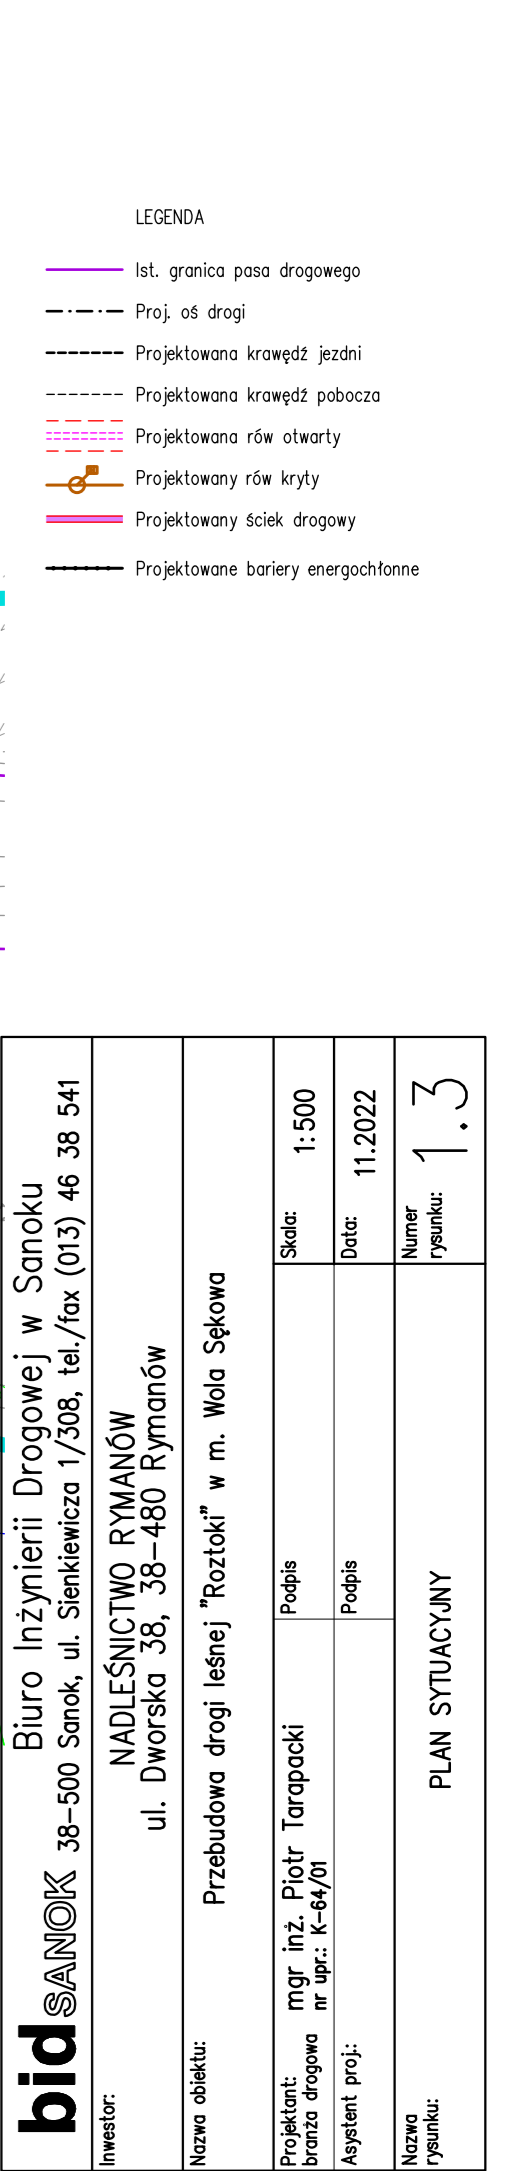 LEGENDA
Ist. granica pasa drogowego
Proj. oś drogi
Projektowana krawędź jezdni
Projektowana krawędź pobocza
Projektowana rów otwarty
Projektowany rów kryty
Projektowany ściek drogowy
Projektowane bariery energochłonne
bid SANOK
Biuro Inżynierii Drogowej w Sanoku
38-500 Sanok, ul. Sienkiewicza 1/308, tel./fax (013) 46 38 541
Inwestor:
NADLEŚNICTWO RYMANÓW
ul. Dworska 38, 38-480 Rymanów
Nazwa obiektu:
Przebudowa drogi leśnej "Roztoki" w m. Wola Sękowa
Projektant:
branża drogowa
mgr inż. Piotr Tarapacki
nr upr.: K-64/01
Podpis
Skala:
1:500
Asystent proj.:
Podpis
Data:
11.2022
Nazwa
rysunku:
PLAN SYTUACYJNY
Numer
rysunku:
1.3